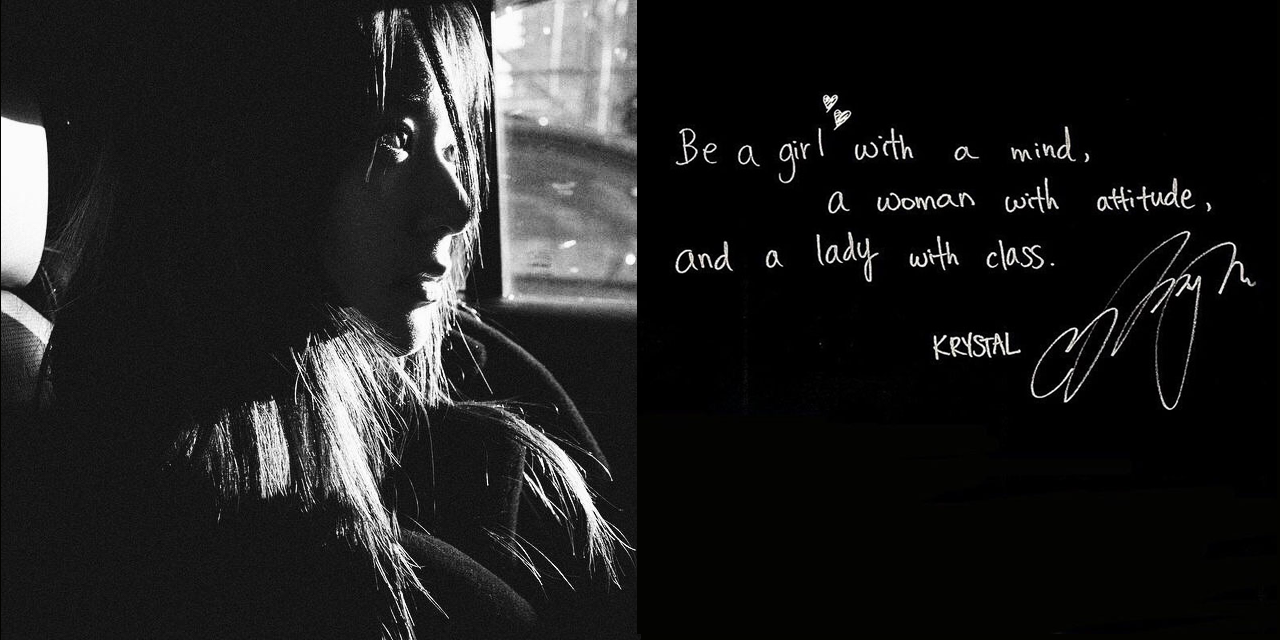 Be a girl with a mind,
a woman with attitude,
and a lady with class.
KRYSTAL